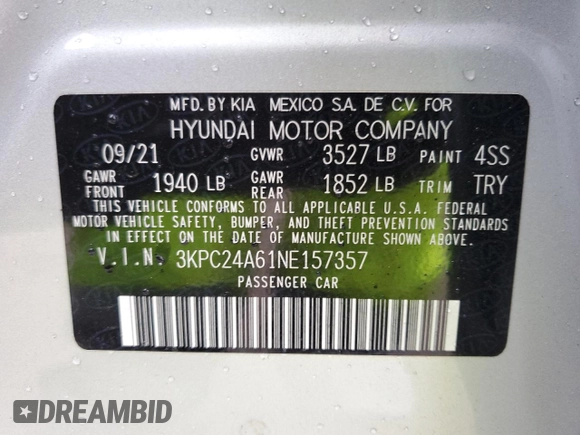 MFD. BY KIA MEXICO S.A. DE C.V. FOR
HYUNDAI MOTOR COMPANY
09/21 GVWR 3527 LB PAINT 4SS
GAWR FRONT 1940 LB GAWR REAR 1852 LB TRIM TRY
THIS VEHICLE CONFORMS TO ALL APPLICABLE U.S.A. FEDERAL
MOTOR VEHICLE SAFETY, BUMPER, AND THEFT PREVENTION STANDARDS
IN EFFECT ON THE DATE OF MANUFACTURE SHOWN ABOVE.
V.I.N. 3KPC24A61NE157357
PASSENGER CAR
DREAMBID